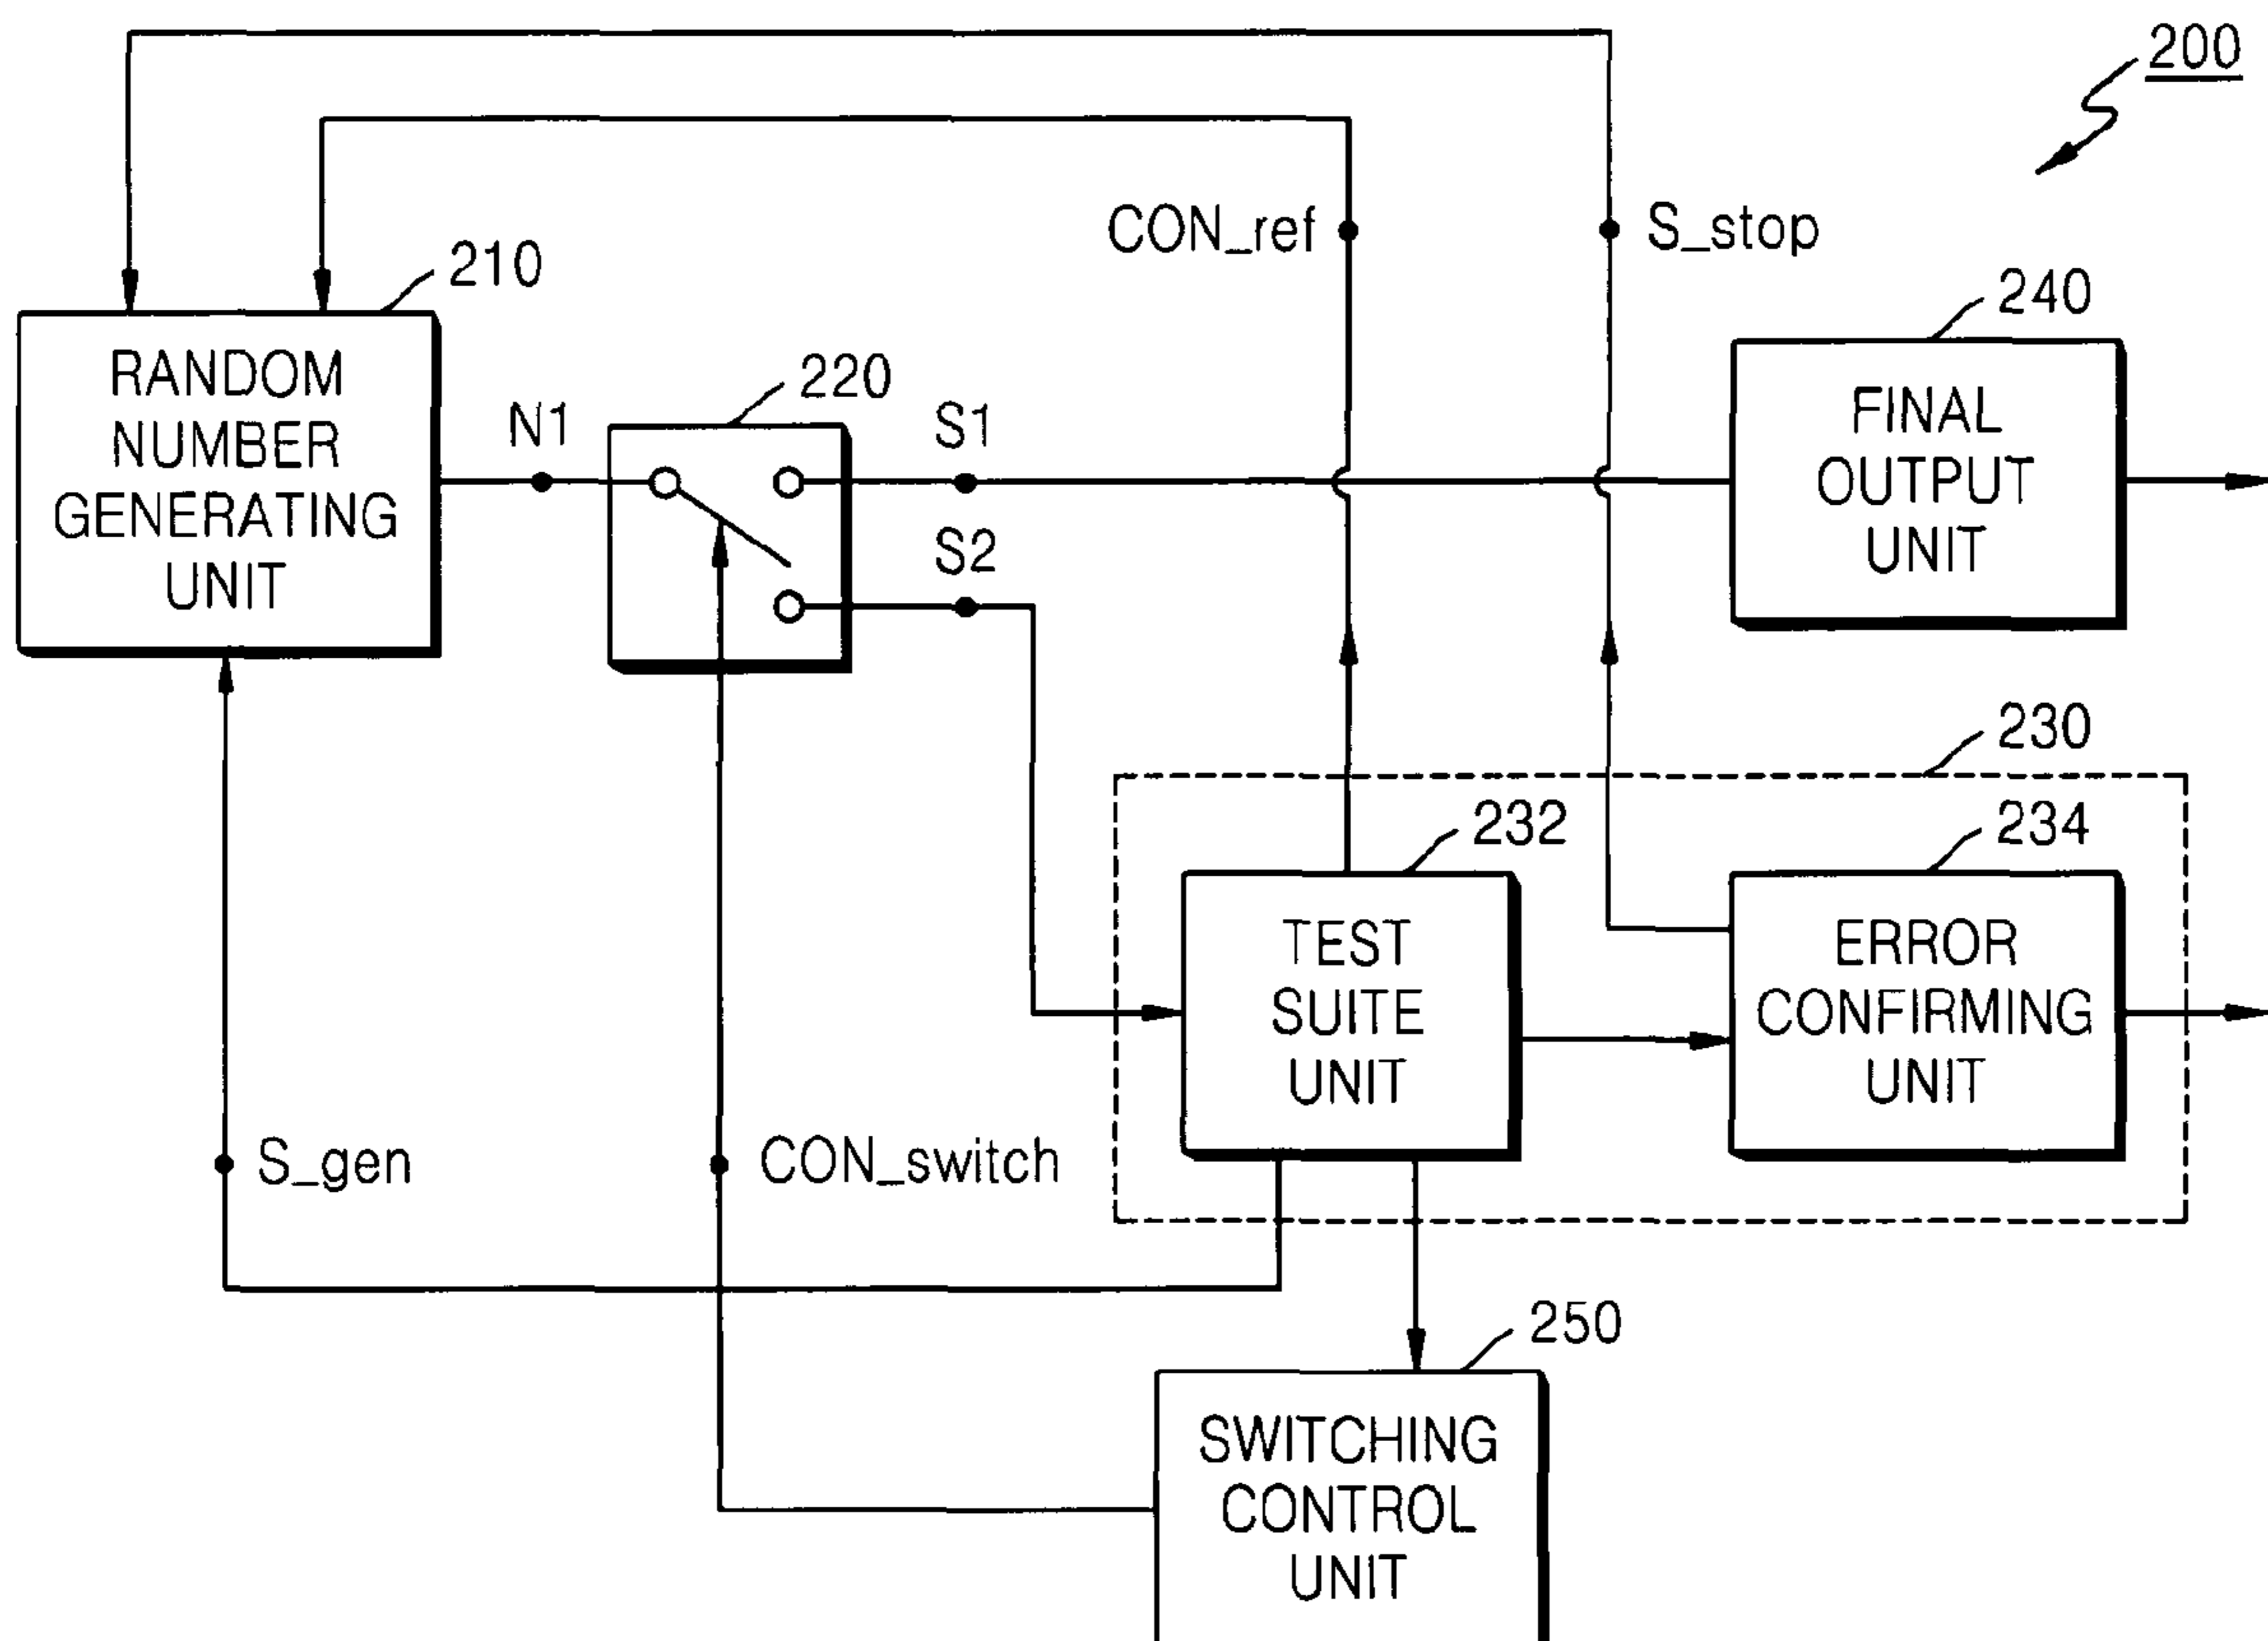 200
CON_ref
S_stop
210
240
RANDOM
NUMBER
GENERATING
UNIT
N1
220
S1
S2
FINAL
OUTPUT
UNIT
230
232
234
TEST
SUITE
UNIT
ERROR
CONFIRMING
UNIT
S_gen
CON_switch
250
SWITCHING
CONTROL
UNIT